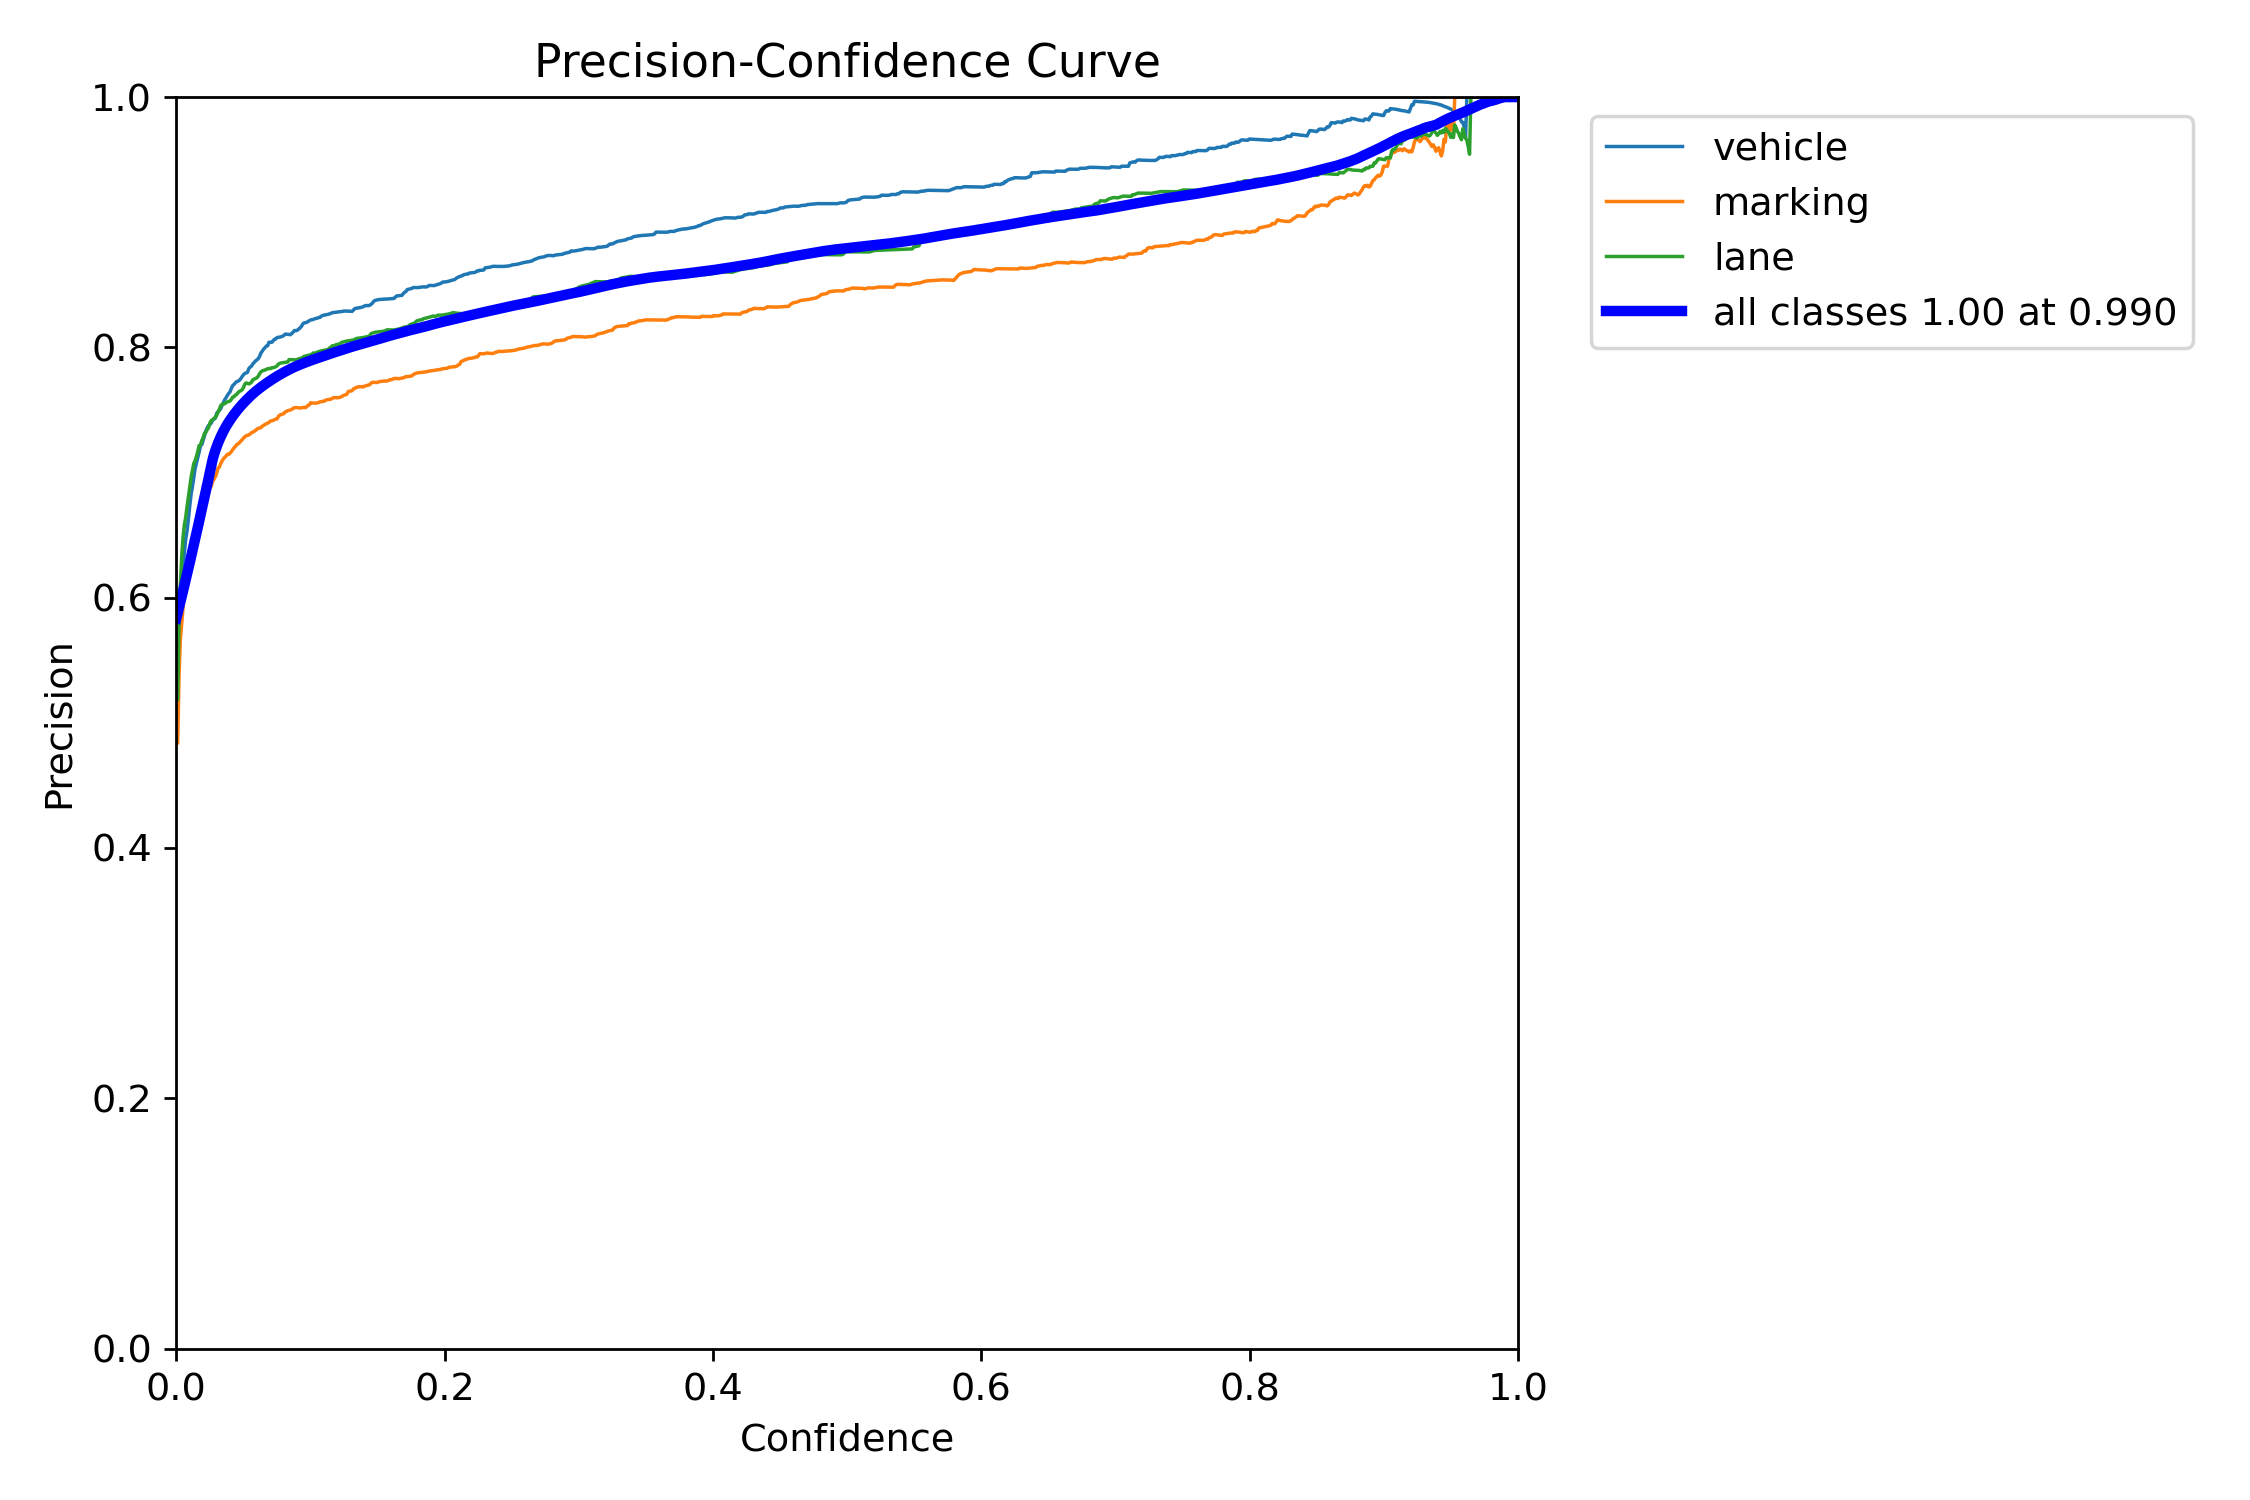 Precision-Confidence Curve
1.0
0.8
0.6
0.4
0.2
0.0
Precision
0.0 0.2 0.4 0.6 0.8 1.0
Confidence
vehicle
marking
lane
all classes 1.00 at 0.990